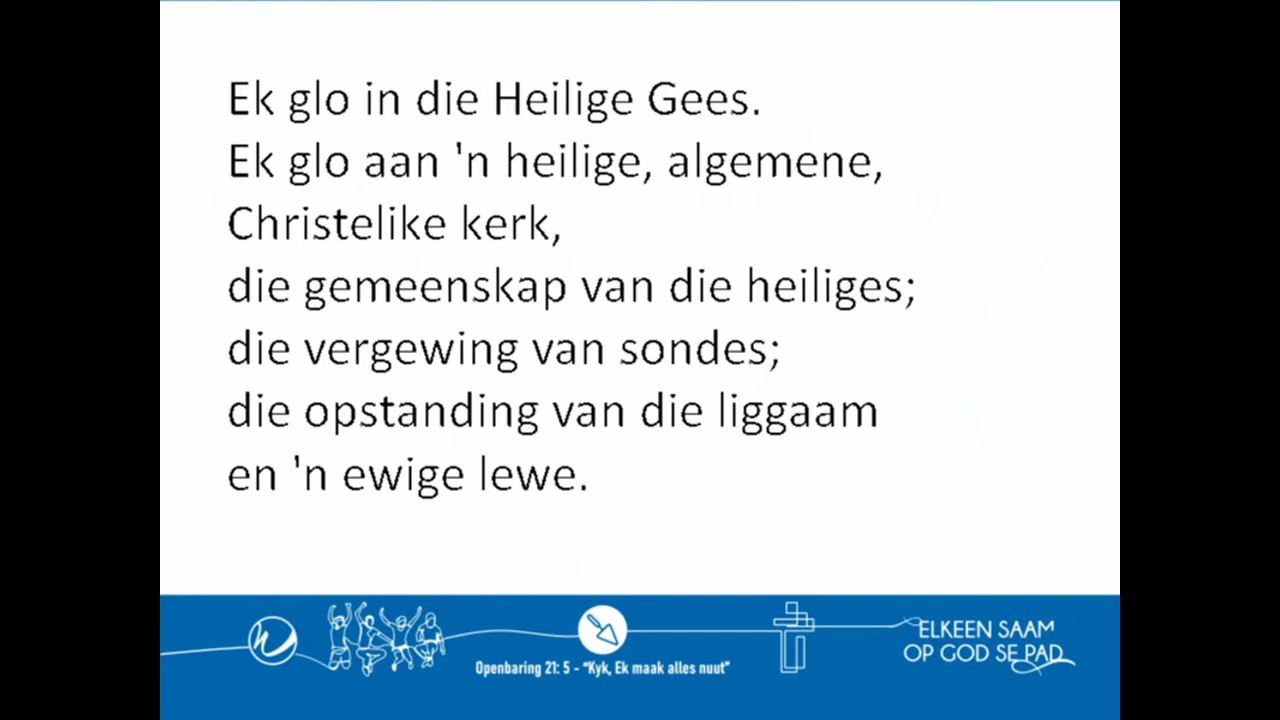 Ek glo in die Heilige Gees.
Ek glo aan 'n heilige, algemene,
Christelike kerk,
die gemeenskap van die heiliges;
die vergewing van sondes;
die opstanding van die liggaam
en 'n ewige lewe.
Openbaring 21: 5 - "Kyk, Ek maak alles nuut"
ELKEEN SAAM
OP GOD SE PAD